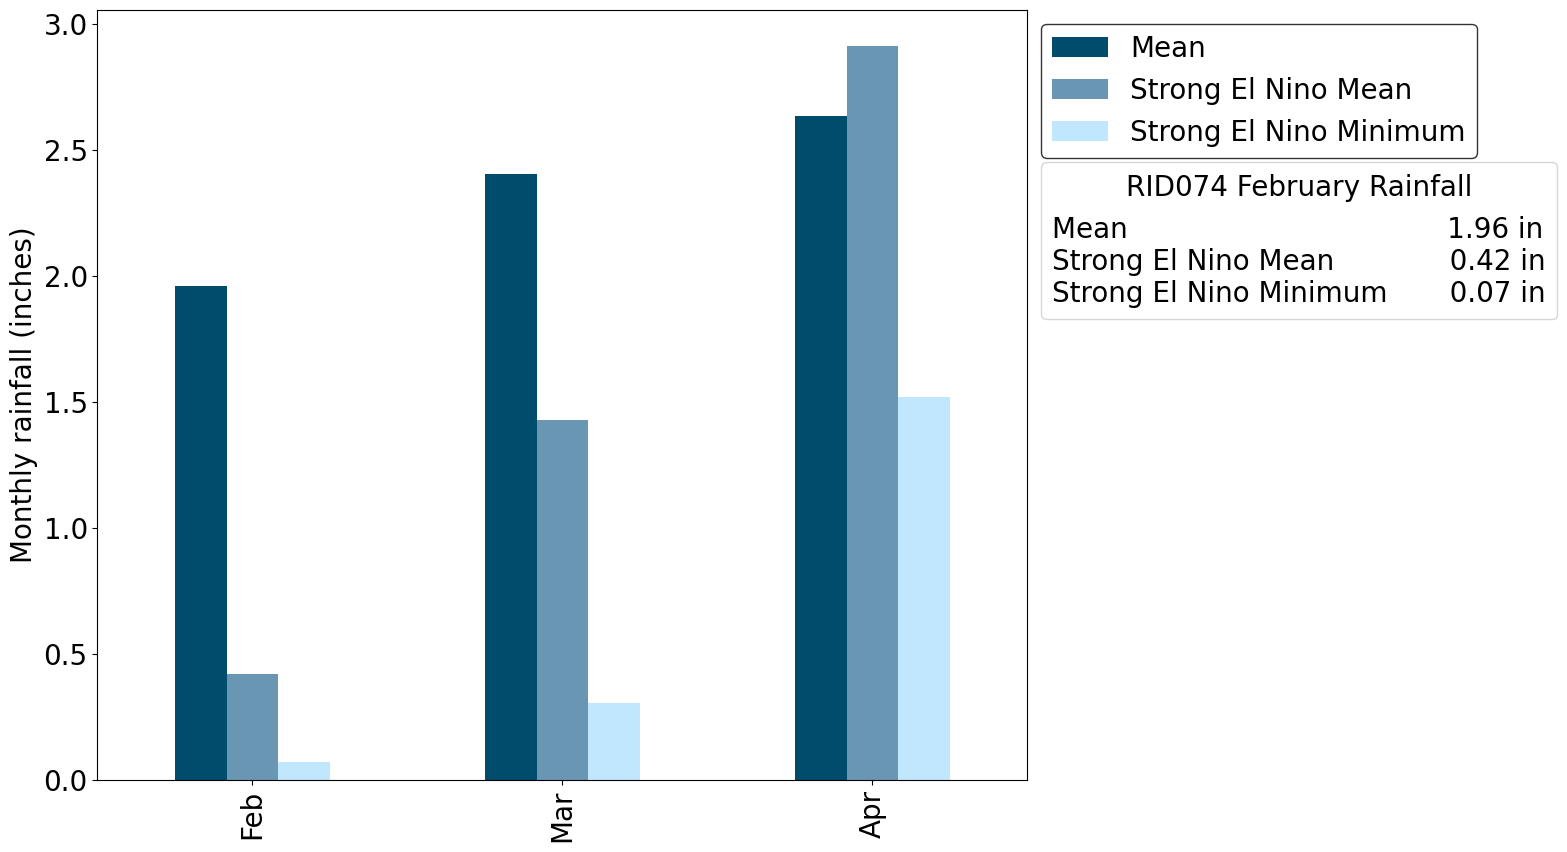 3.0
2.5
2.0
1.5
1.0
0.5
0.0
Monthly rainfall (inches)
Feb
Mar
Apr
Mean
Strong El Nino Mean
Strong El Nino Minimum
RID074 February Rainfall
Mean 1.96 in
Strong El Nino Mean 0.42 in
Strong El Nino Minimum 0.07 in